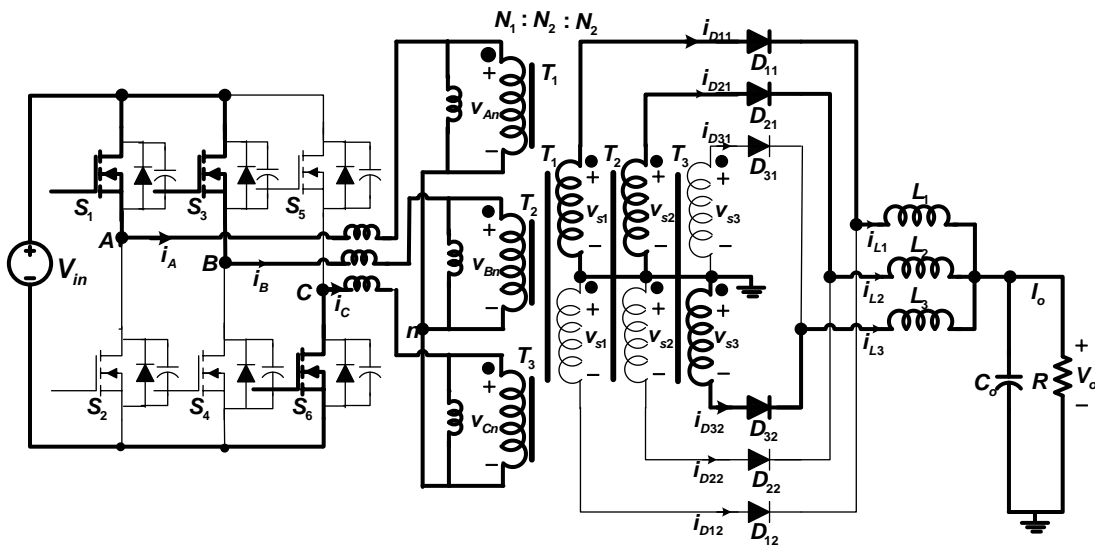 N1 : N2 : N2
iD11
D11
iD21
D21
iD31
D31
T1
+
vAn
−
T1
T2
T3
+
vs1
−
+
vs2
−
+
vs3
−
S1
S3
S5
Vin
+
−
A
iA
B
iB
C
iC
T2
+
vBn
−
n
L1
iL1
L2
iL2
L3
iL3
Io
+
vs1
−
+
vs2
−
+
vs3
−
S2
S4
S6
T3
+
vCn
−
Co
R
+
Vo
−
iD32
D32
iD22
D22
iD12
D12